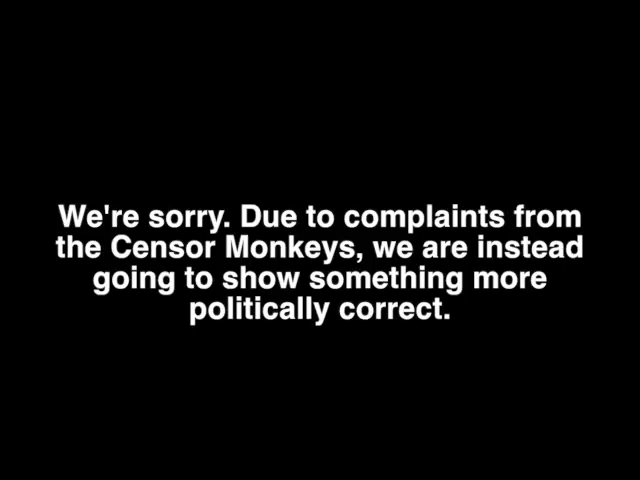 We're sorry. Due to complaints from
the Censor Monkeys, we are instead
going to show something more
politically correct.